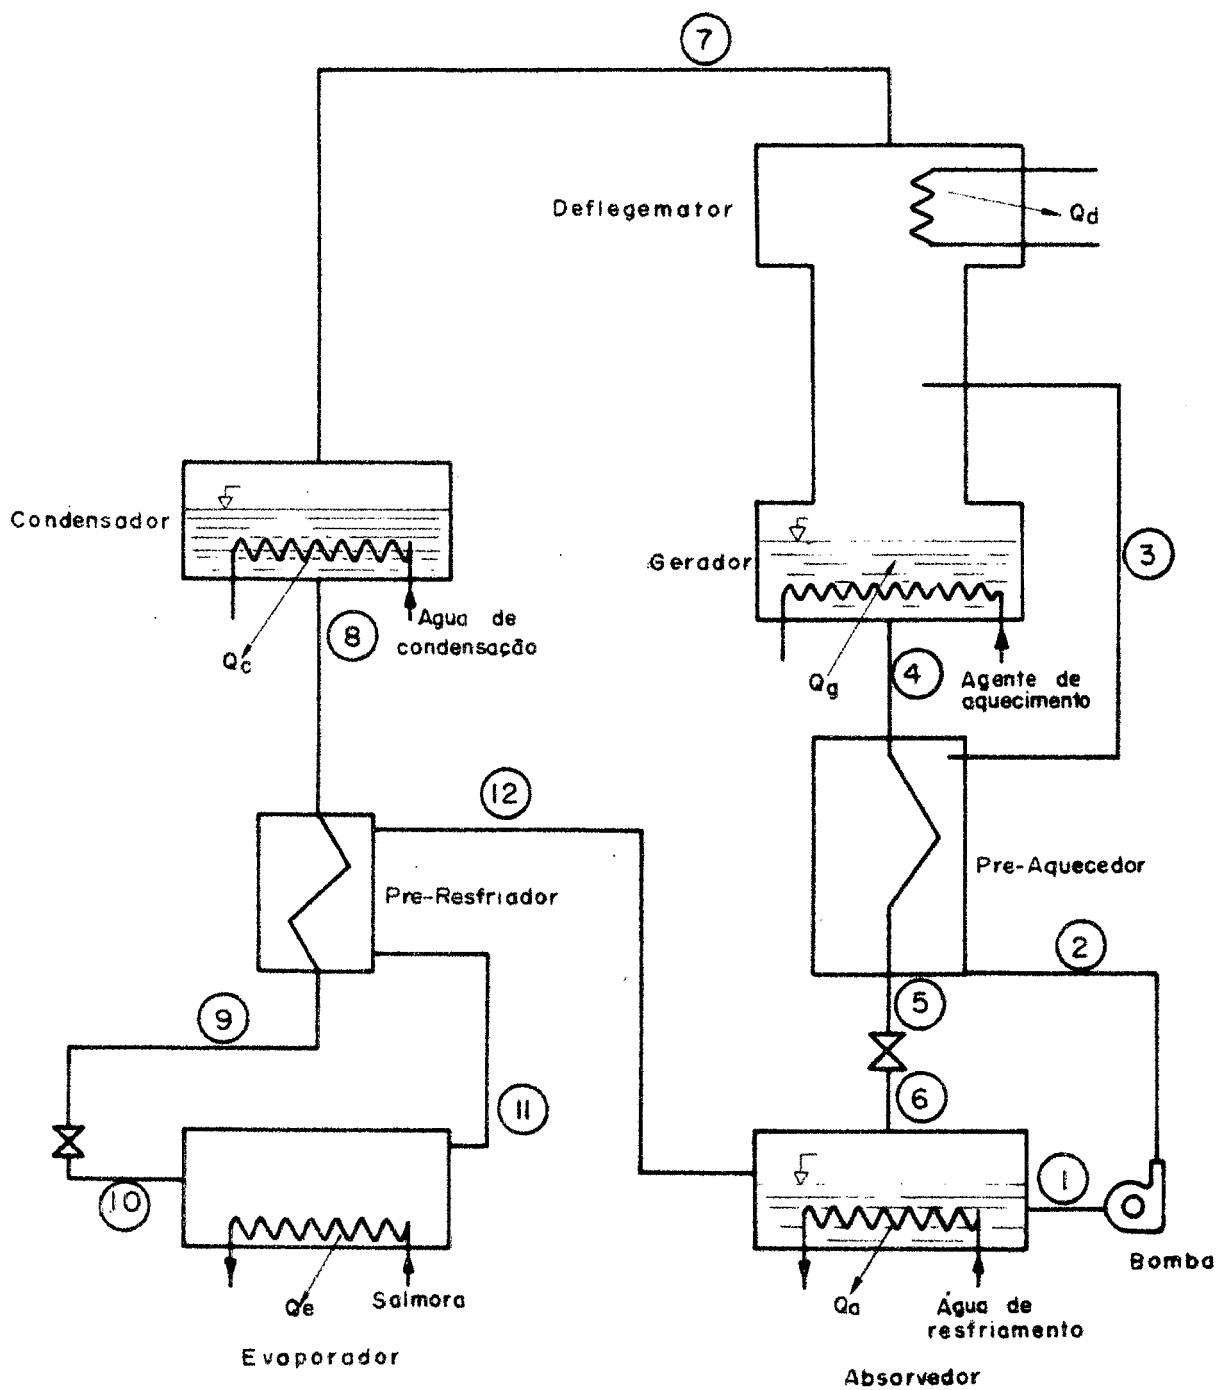 7
Deflegemator
Qd
Condensador
Gerador
3
8
Agua de
condensação
Qc
Qg
4
Agente de
aquecimento
12
Pre-Resfriador
Pre-Aquecedor
2
9
5
11
6
10
1
Bomba
Qe
Salmora
Qa
Água de
resfriamento
Evaporador
Absorvedor